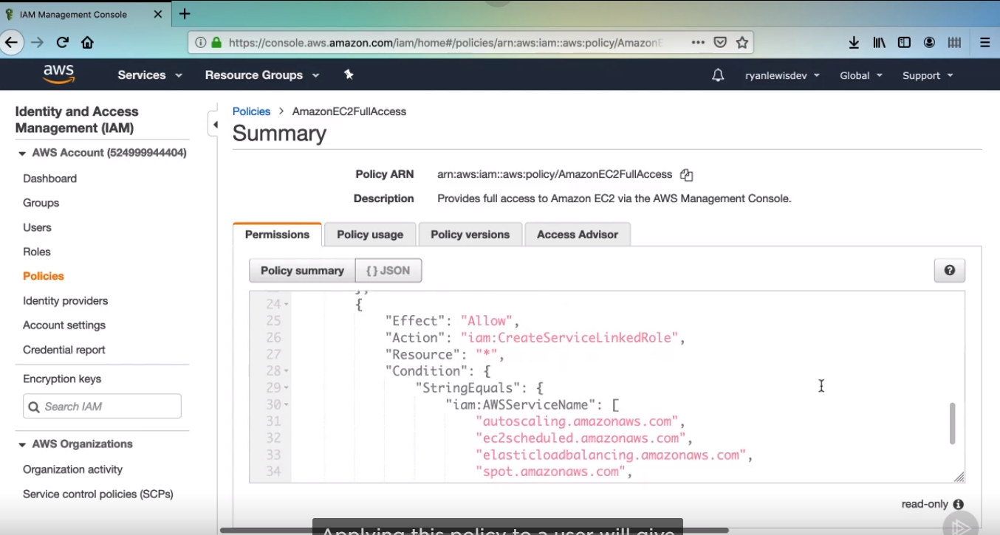 IAM Management Console
https://console.aws.amazon.com/iam/home#/policies/arn:aws:iam::aws:policy/AmazonE
aws
Services
Resource Groups
ryanlewisdev
Global
Support
Identity and Access
Management (IAM)
AWS Account (524999944404)
Dashboard
Groups
Users
Roles
Policies
Identity providers
Account settings
Credential report
Encryption keys
Search IAM
AWS Organizations
Organization activity
Service control policies (SCPs)
Policies > AmazonEC2FullAccess
Summary
Policy ARN arn:aws:iam::aws:policy/AmazonEC2FullAccess
Description Provides full access to Amazon EC2 via the AWS Management Console.
Permissions
Policy usage
Policy versions
Access Advisor
Policy summary
{ } JSON
?
24 {
25 "Effect": "Allow",
26 "Action": "iam:CreateServiceLinkedRole",
27 "Resource": "*",
28 "Condition": {
29 "StringEquals": {
30 "iam:AWSServiceName": [
31 "autoscaling.amazonaws.com",
32 "ec2scheduled.amazonaws.com",
33 "elasticloadbalancing.amazonaws.com",
34 "spot.amazonaws.com",
read-only
Applying this policy to a user will give